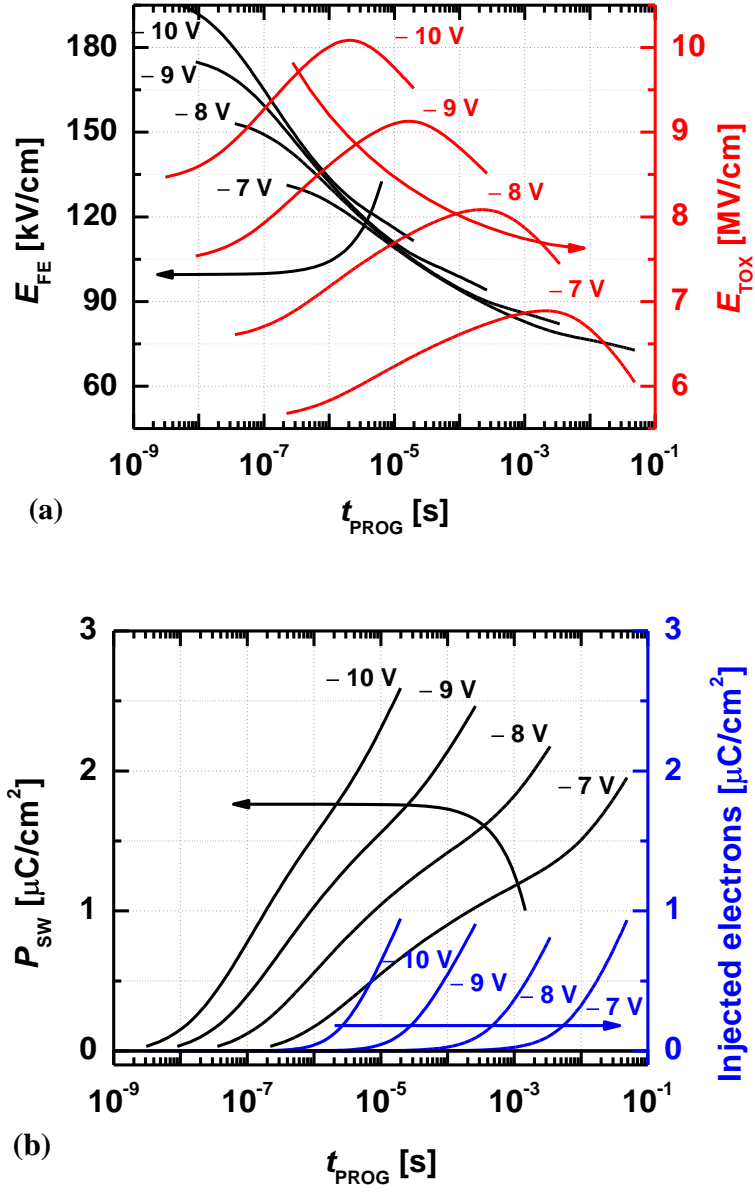 180
150
120
90
60
E_FE [kV/cm]
– 10 V
– 9 V
– 8 V
– 7 V
– 10 V
– 9 V
– 8 V
– 7 V
10
9
8
7
6
E_TOX [MV/cm]
10^-9 10^-7 10^-5 10^-3 10^-1
(a)
t_PROG [s]
3
2
1
0
P_SW [μC/cm^2]
– 10 V
– 9 V
– 8 V
– 7 V
– 10 V
– 9 V
– 8 V
– 7 V
3
2
1
0
Injected electrons [μC/cm^2]
10^-9 10^-7 10^-5 10^-3 10^-1
(b)
t_PROG [s]